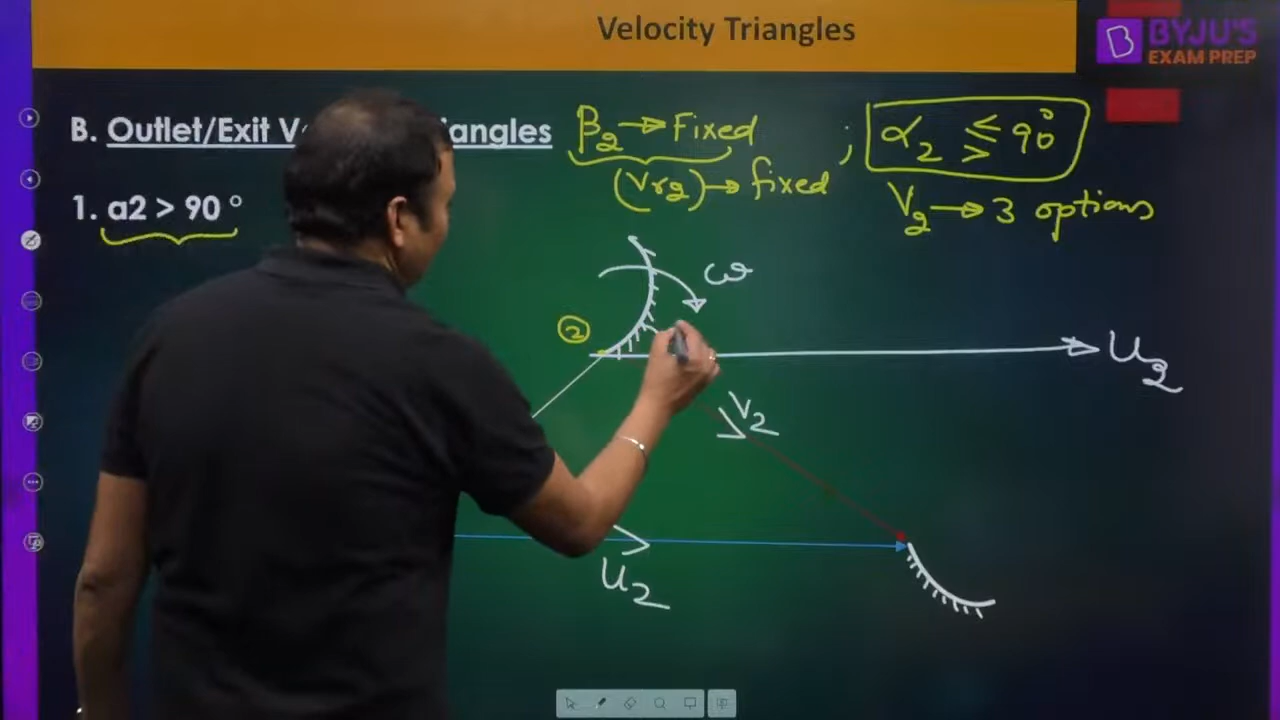 Velocity Triangles
BYJU'S
EXAM PREP
B. Outlet/Exit V iangles
β₂ → Fixed ; α₂ ≤ > 90°
(Vr₂) → fixed
V₂ → 3 options
1. a2 > 90 °
ω
②
U₂
V₂
U₂